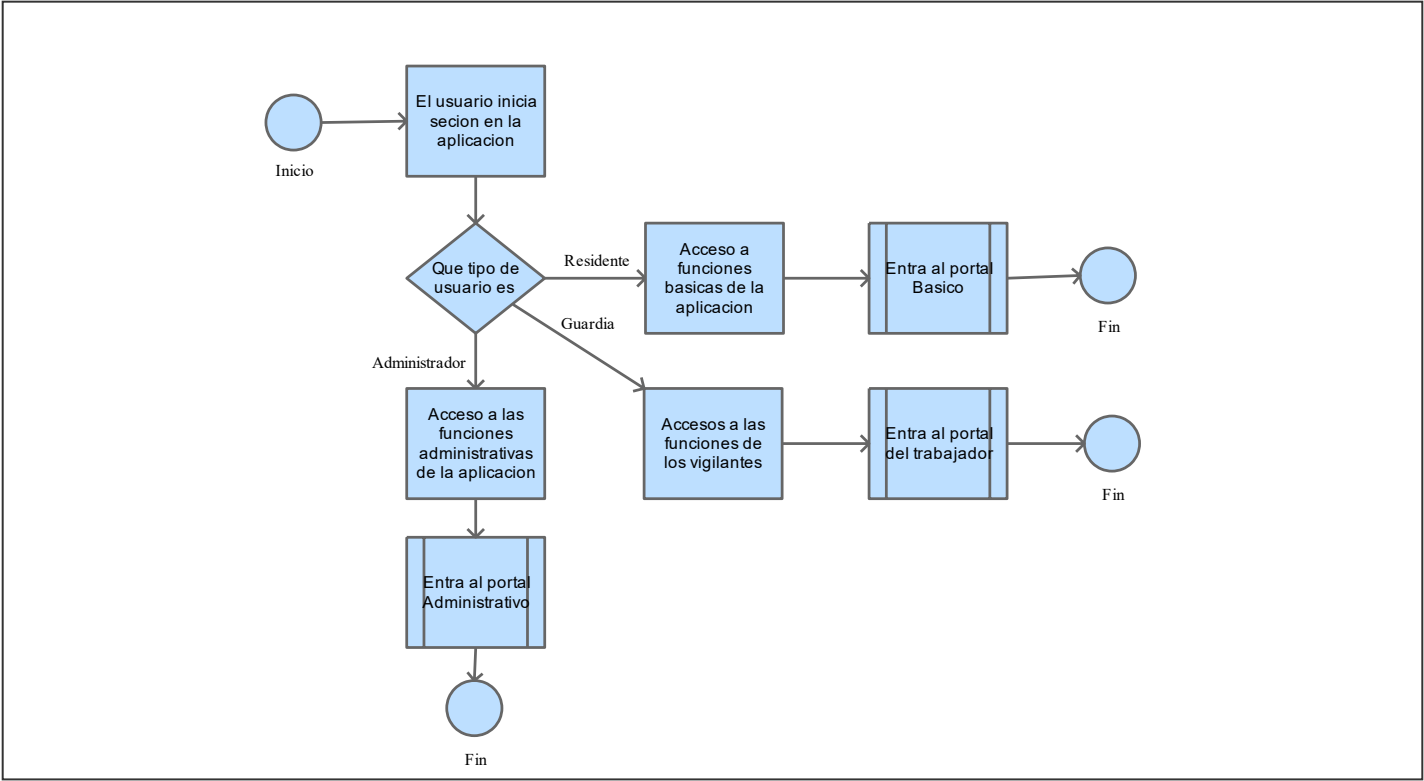 El usuario inicia
secion en la
aplicacion
Inicio
Que tipo de
usuario es
Residente
Acceso a
funciones
basicas de la
aplicacion
Entra al portal
Basico
Fin
Guardia
Administrador
Acceso a las
funciones
administrativas
de la aplicacion
Accesos a las
funciones de
los vigilantes
Entra al portal
del trabajador
Fin
Entra al portal
Administrativo
Fin